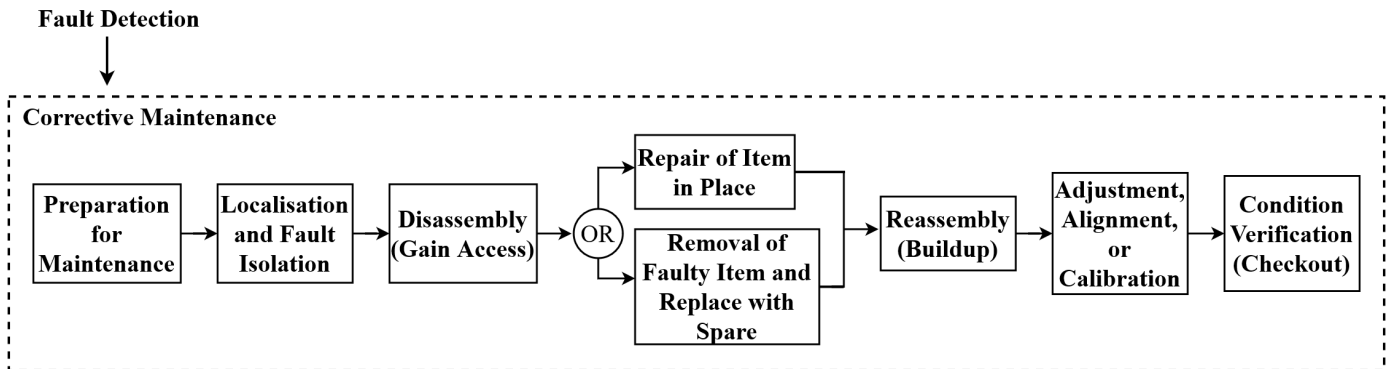 Fault Detection
Corrective Maintenance
Preparation
for
Maintenance
Localisation
and Fault
Isolation
Disassembly
(Gain Access)
OR
Repair of Item
in Place
Removal of
Faulty Item and
Replace with
Spare
Reassembly
(Buildup)
Adjustment,
Alignment,
or
Calibration
Condition
Verification
(Checkout)